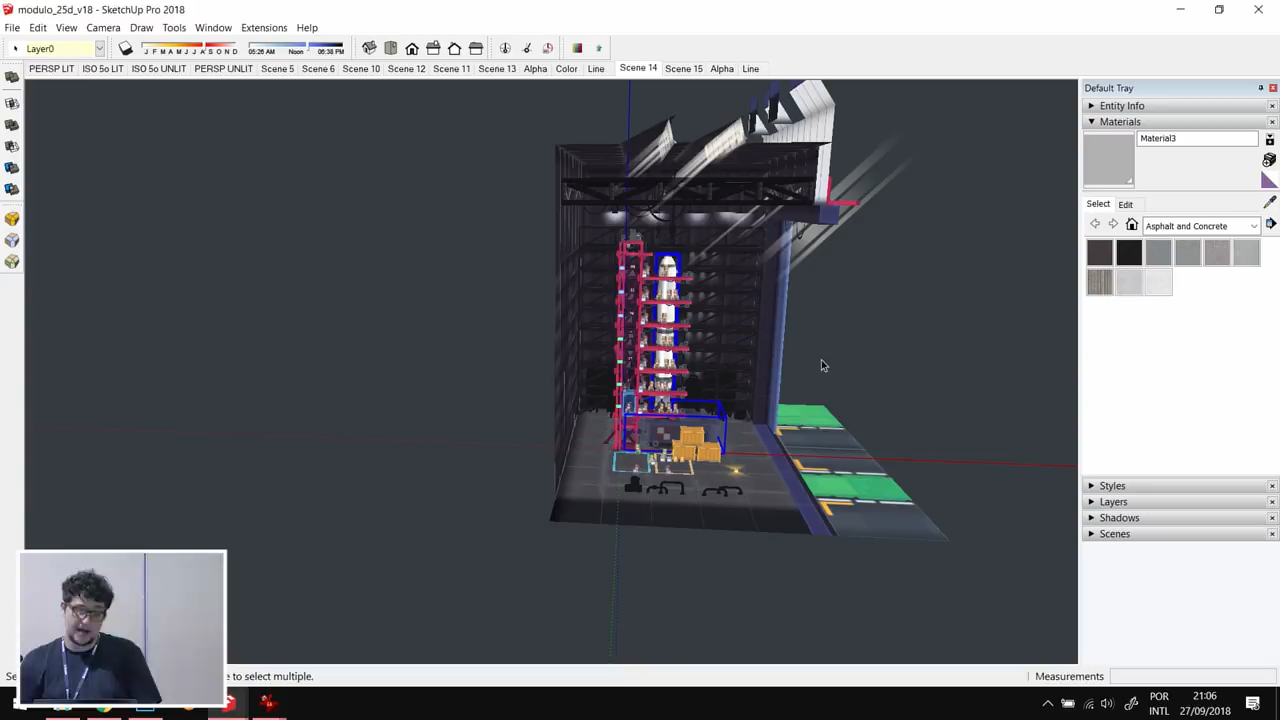 modulo_25d_v18 - SketchUp Pro 2018
File Edit View Camera Draw Tools Window Extensions Help
Layer0
J F M A M J J A S O N D
05:26 AM Noon 06:38 PM
PERSP LIT ISO 5o LIT ISO 5o UNLIT PERSP UNLIT Scene 5 Scene 6 Scene 10 Scene 12 Scene 11 Scene 13 Alpha Color Line Scene 14 Scene 15 Alpha Line
Default Tray
Entity Info
Materials
Material3
Select Edit
Asphalt and Concrete
Styles
Layers
Shadows
Scenes
to select multiple.
Measurements
POR
INTL
21:06
27/09/2018